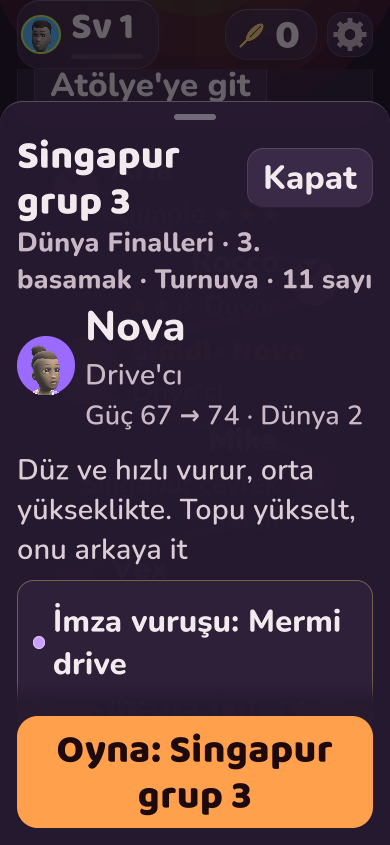 Sv 1
0
Atölye'ye git
Singapur
grup 3
Kapat
Dünya Finalleri · 3.
basamak · Turnuva · 11 sayı
Nova
Drive'cı
Güç 67 → 74 · Dünya 2
Düz ve hızlı vurur, orta
yükseklikte. Topu yükselt,
onu arkaya it
İmza vuruşu: Mermi
drive
Oyna: Singapur
grup 3